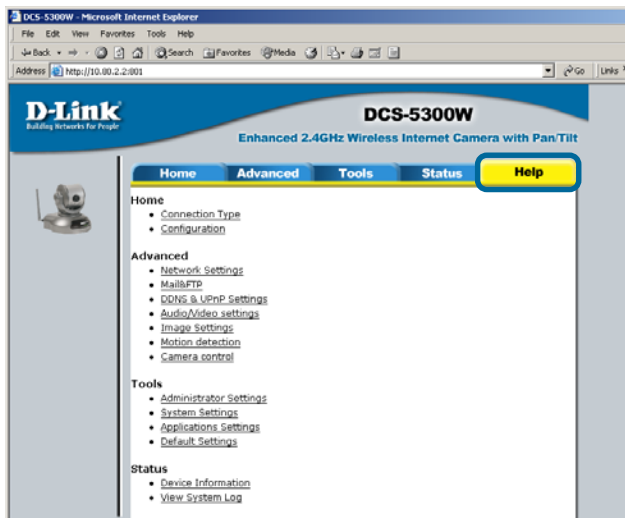 DCS-5300W - Microsoft Internet Explorer
File Edit View Favorites Tools Help
Back Search Favorites Media
Address http://10.00.2.2:001 Go Links
D-Link
Building Networks for People
DCS-5300W
Enhanced 2.4GHz Wireless Internet Camera with Pan/Tilt
Home Advanced Tools Status Help
Home
• Connection Type
• Configuration
Advanced
• Network Settings
• Mail&FTP
• DDNS & UPnP Settings
• Audio/Video settings
• Image Settings
• Motion detection
• Camera control
Tools
• Administrator Settings
• System Settings
• Applications Settings
• Default Settings
Status
• Device Information
• View System Log